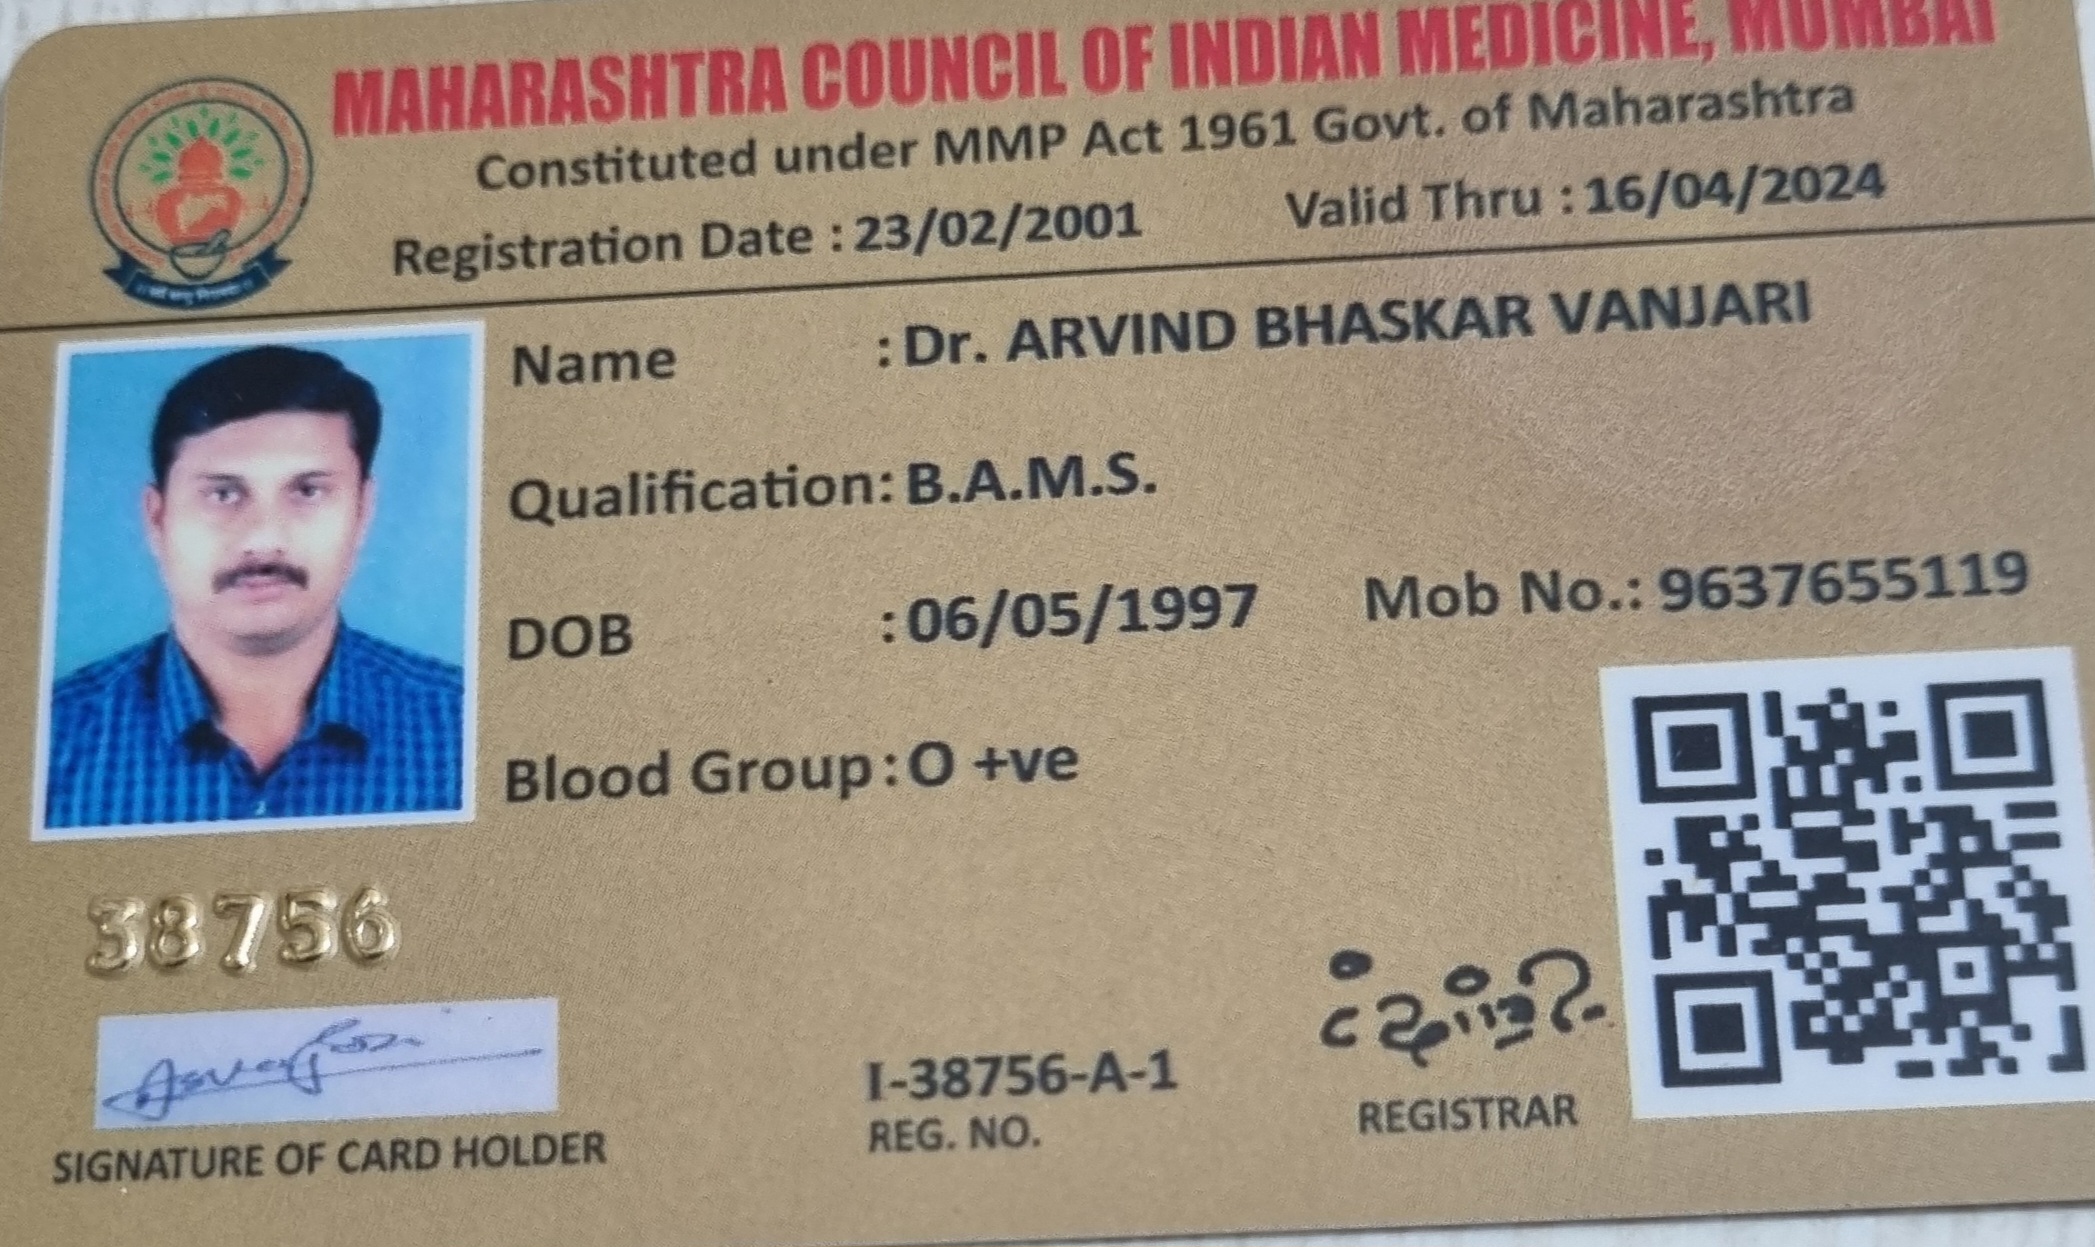 MAHARASHTRA COUNCIL OF INDIAN MEDICINE, MUMBAI
Constituted under MMP Act 1961 Govt. of Maharashtra
Registration Date : 23/02/2001 Valid Thru : 16/04/2024
Name : Dr. ARVIND BHASKAR VANJARI
Qualification : B.A.M.S.
DOB : 06/05/1997 Mob No.: 9637655119
Blood Group : O +ve
38756
SIGNATURE OF CARD HOLDER
I-38756-A-1
REG. NO.
REGISTRAR